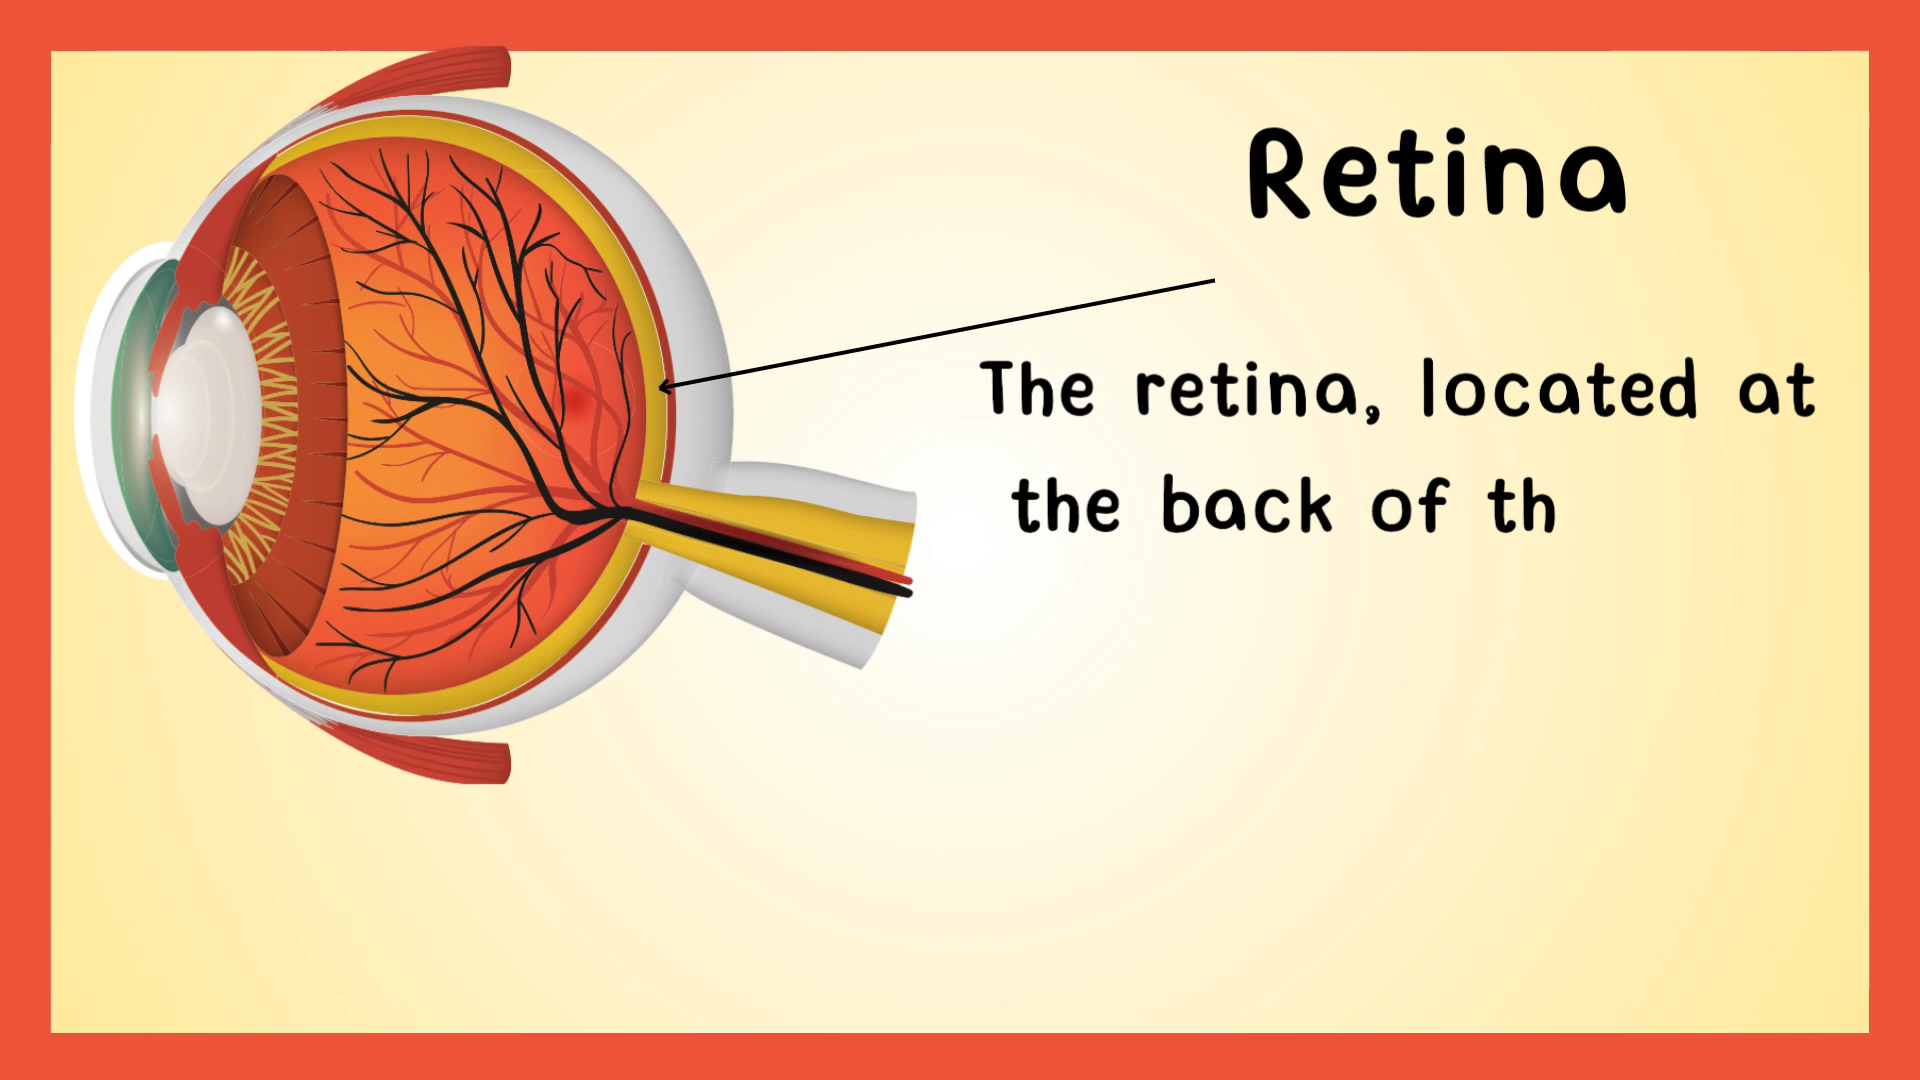 Retina
The retina, located at
the back of th